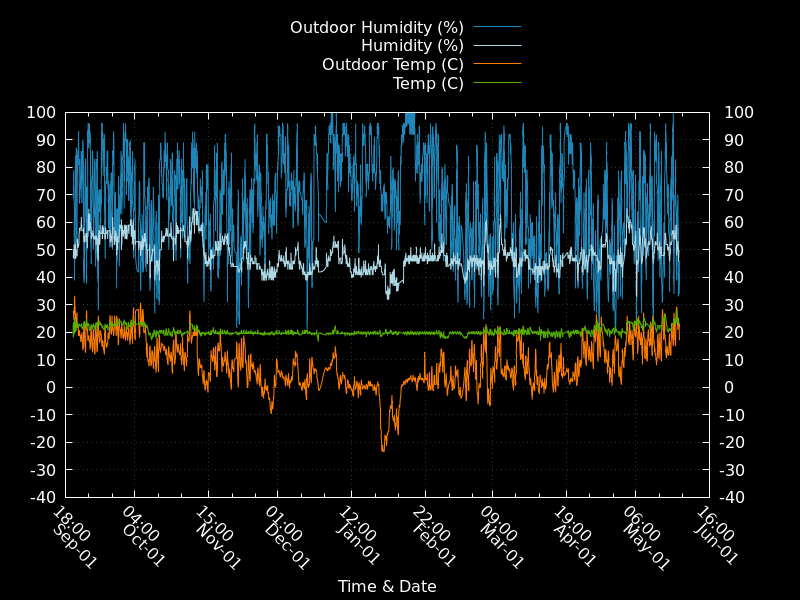 Outdoor Humidity (%)
Humidity (%)
Outdoor Temp (C)
Temp (C)
100 100
90 90
80 80
70 70
60 60
50 50
40 40
30 30
20 20
10 10
0 0
-10 -10
-20 -20
-30 -30
-40 -40
18:00 Sep-01
04:00 Oct-01
15:00 Nov-01
01:00 Dec-01
12:00 Jan-01
22:00 Feb-01
09:00 Mar-01
19:00 Apr-01
06:00 May-01
16:00 Jun-01
Time & Date